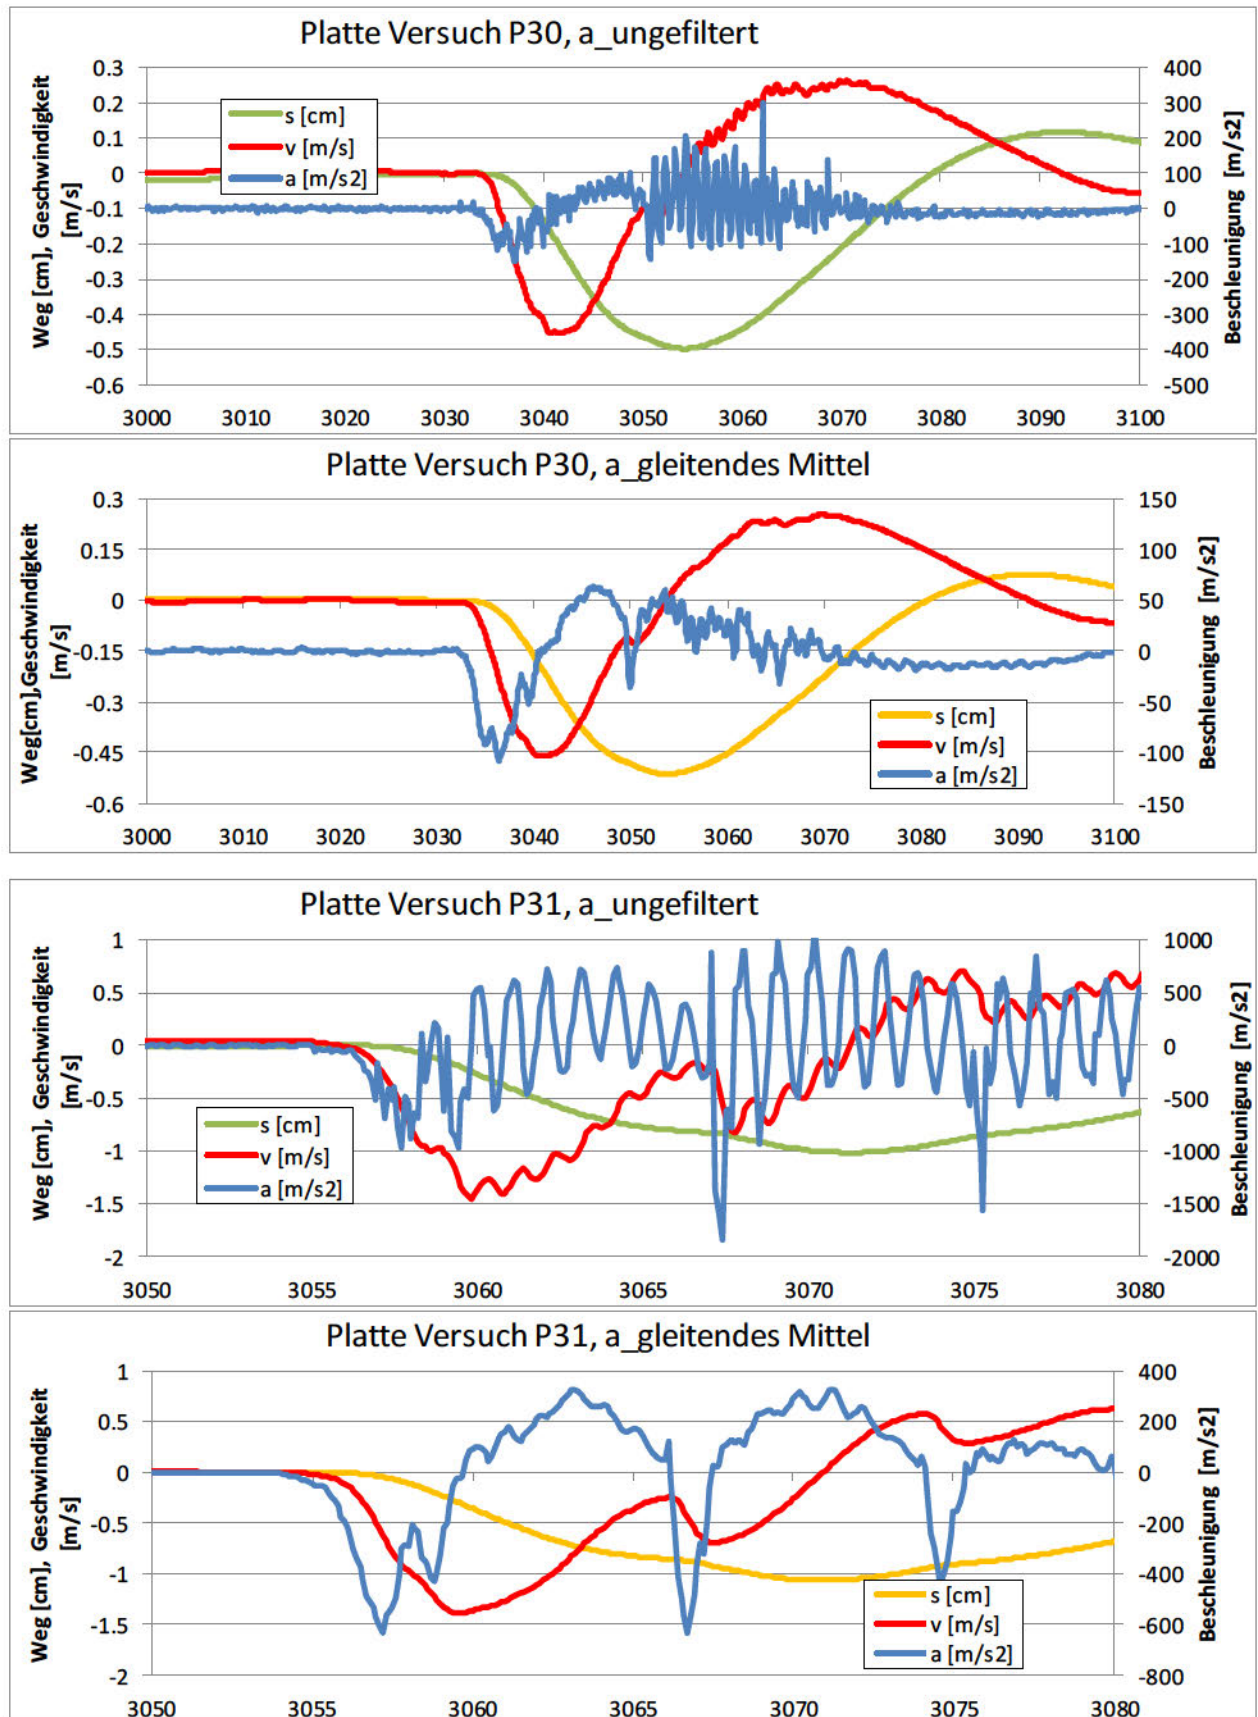 Platte Versuch P30, a_ungefiltert
Weg [cm], Geschwindigkeit
[m/s]
0.3
0.2
0.1
0
-0.1
-0.2
-0.3
-0.4
-0.5
-0.6
s [cm]
v [m/s]
a [m/s2]
400
300
200
100
0
-100
-200
-300
-400
-500
Beschleunigung [m/s2]
3000 3010 3020 3030 3040 3050 3060 3070 3080 3090 3100
Platte Versuch P30, a_gleitendes Mittel
Weg[cm],Geschwindigkeit
[m/s]
0.3
0.15
0
-0.15
-0.3
-0.45
-0.6
s [cm]
v [m/s]
a [m/s2]
150
100
50
0
-50
-100
-150
Beschleunigung [m/s2]
3000 3010 3020 3030 3040 3050 3060 3070 3080 3090 3100
Platte Versuch P31, a_ungefiltert
Weg [cm], Geschwindigkeit
[m/s]
1
0.5
0
-0.5
-1
-1.5
-2
s [cm]
v [m/s]
a [m/s2]
1000
500
0
-500
-1000
-1500
-2000
Beschleunigung [m/s2]
3050 3055 3060 3065 3070 3075 3080
Platte Versuch P31, a_gleitendes Mittel
Weg [cm], Geschwindigkeit
[m/s]
1
0.5
0
-0.5
-1
-1.5
-2
s [cm]
v [m/s]
a [m/s2]
400
200
0
-200
-400
-600
-800
Beschleunigung [m/s2]
3050 3055 3060 3065 3070 3075 3080